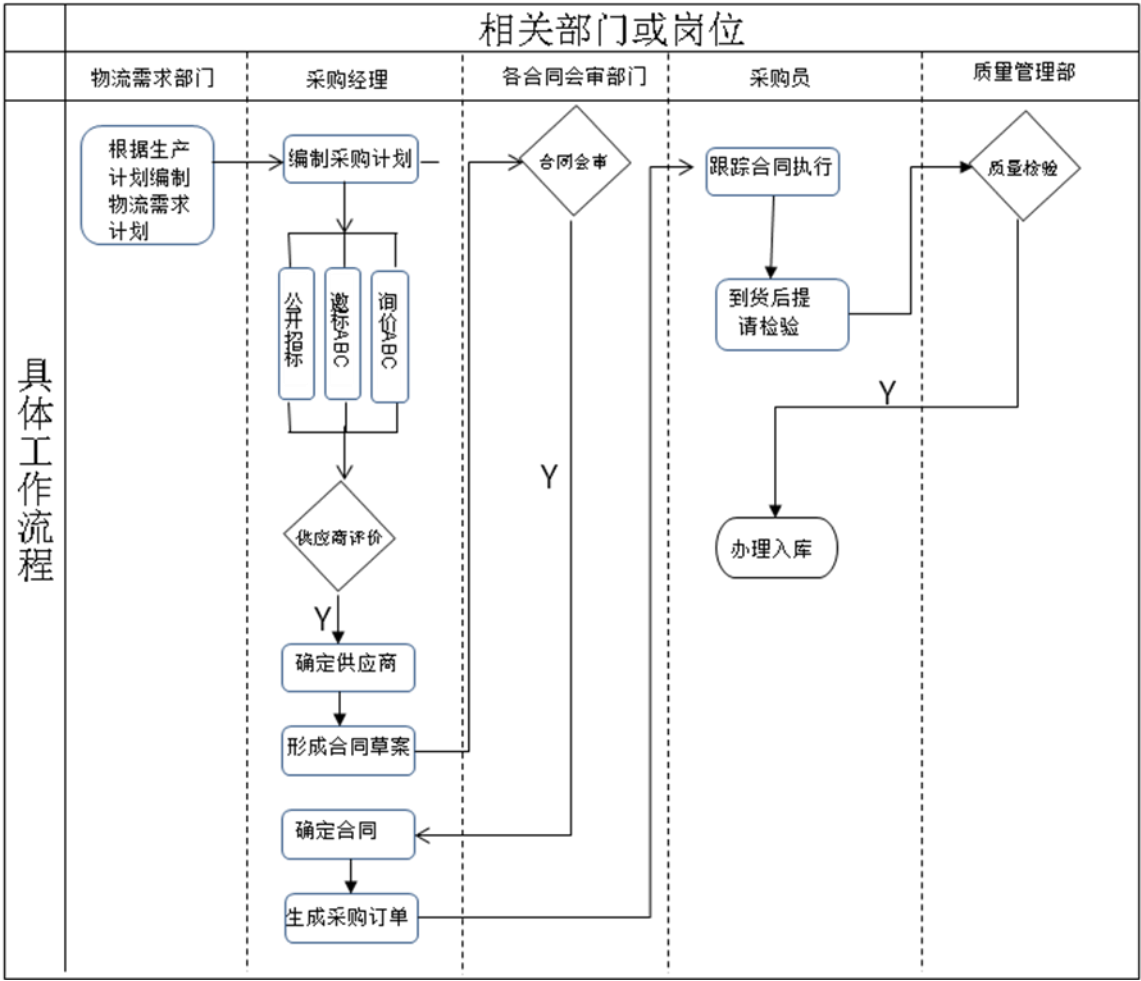 相关部门或岗位
物流需求部门
采购经理
各合同会审部门
采购员
质量管理部
具体工作流程
根据生产
计划编制
物流需求
计划
编制采购计划
公开招标
邀标ABC
询价ABC
供应商评价
Y
确定供应商
形成合同草案
合同会审
Y
确定合同
生成采购订单
跟踪合同执行
到货后提
请检验
质量检验
Y
办理入库